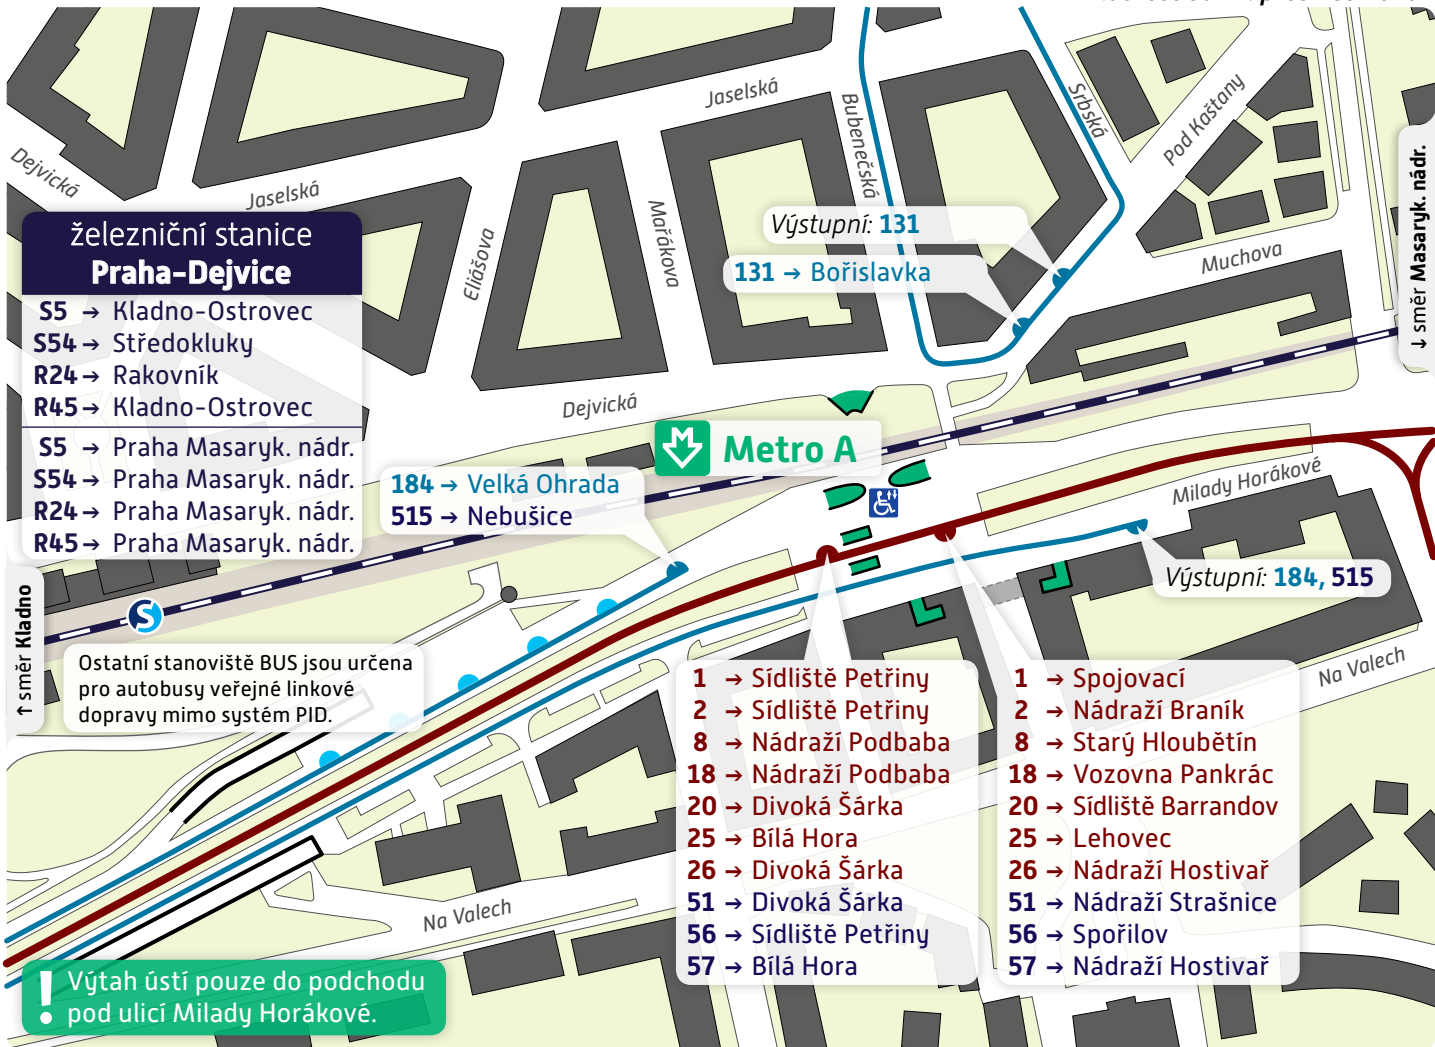 Jaselská
Bubenečská
Srbská
Pod Kaštany
Dejvická
Jaselská
Eliášova
Mařákova
Muchova
↓ směr Masaryk. nádr.
železniční stanice
Praha-Dejvice
S5 → Kladno-Ostrovec
S54 → Středokluky
R24 → Rakovník
R45 → Kladno-Ostrovec
S5 → Praha Masaryk. nádr.
S54 → Praha Masaryk. nádr.
R24 → Praha Masaryk. nádr.
R45 → Praha Masaryk. nádr.
Výstupní: 131
131 → Bořislavka
Dejvická
Metro A
184 → Velká Ohrada
515 → Nebušice
Milady Horákové
Výstupní: 184, 515
↑ směr Kladno
S
Ostatní stanoviště BUS jsou určena
pro autobusy veřejné linkové
dopravy mimo systém PID.
Na Valech
1 → Sídliště Petřiny
2 → Sídliště Petřiny
8 → Nádraží Podbaba
18 → Nádraží Podbaba
20 → Divoká Šárka
25 → Bílá Hora
26 → Divoká Šárka
51 → Divoká Šárka
56 → Sídliště Petřiny
57 → Bílá Hora
1 → Spojovací
2 → Nádraží Braník
8 → Starý Hloubětín
18 → Vozovna Pankrác
20 → Sídliště Barrandov
25 → Lehovec
26 → Nádraží Hostivař
51 → Nádraží Strašnice
56 → Spořilov
57 → Nádraží Hostivař
Na Valech
! Výtah ústí pouze do podchodu
pod ulicí Milady Horákové.